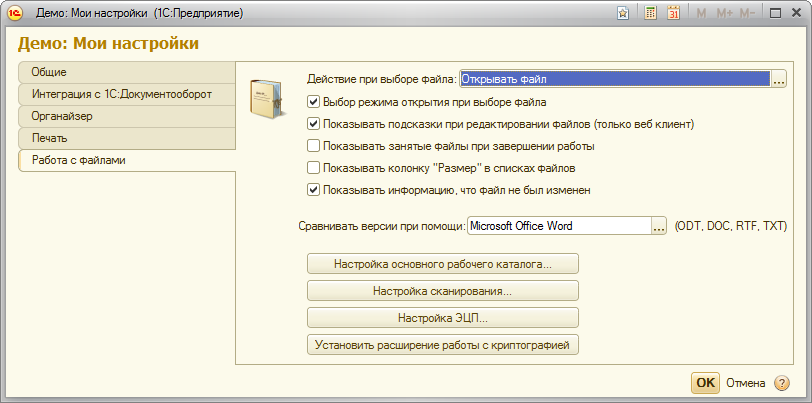 Демо: Мои настройки (1С:Предприятие)
31 M M+ M-
Демо: Мои настройки
Общие
Интеграция с 1С:Документооборот
Органайзер
Печать
Работа с файлами
Действие при выборе файла: Открывать файл ...
Выбор режима открытия при выборе файла
Показывать подсказки при редактировании файлов (только веб клиент)
Показывать занятые файлы при завершении работы
Показывать колонку "Размер" в списках файлов
Показывать информацию, что файл не был изменен
Сравнивать версии при помощи: Microsoft Office Word ... (ODT, DOC, RTF, TXT)
Настройка основного рабочего каталога...
Настройка сканирования...
Настройка ЭЦП...
Установить расширение работы с криптографией
OK Отмена ?